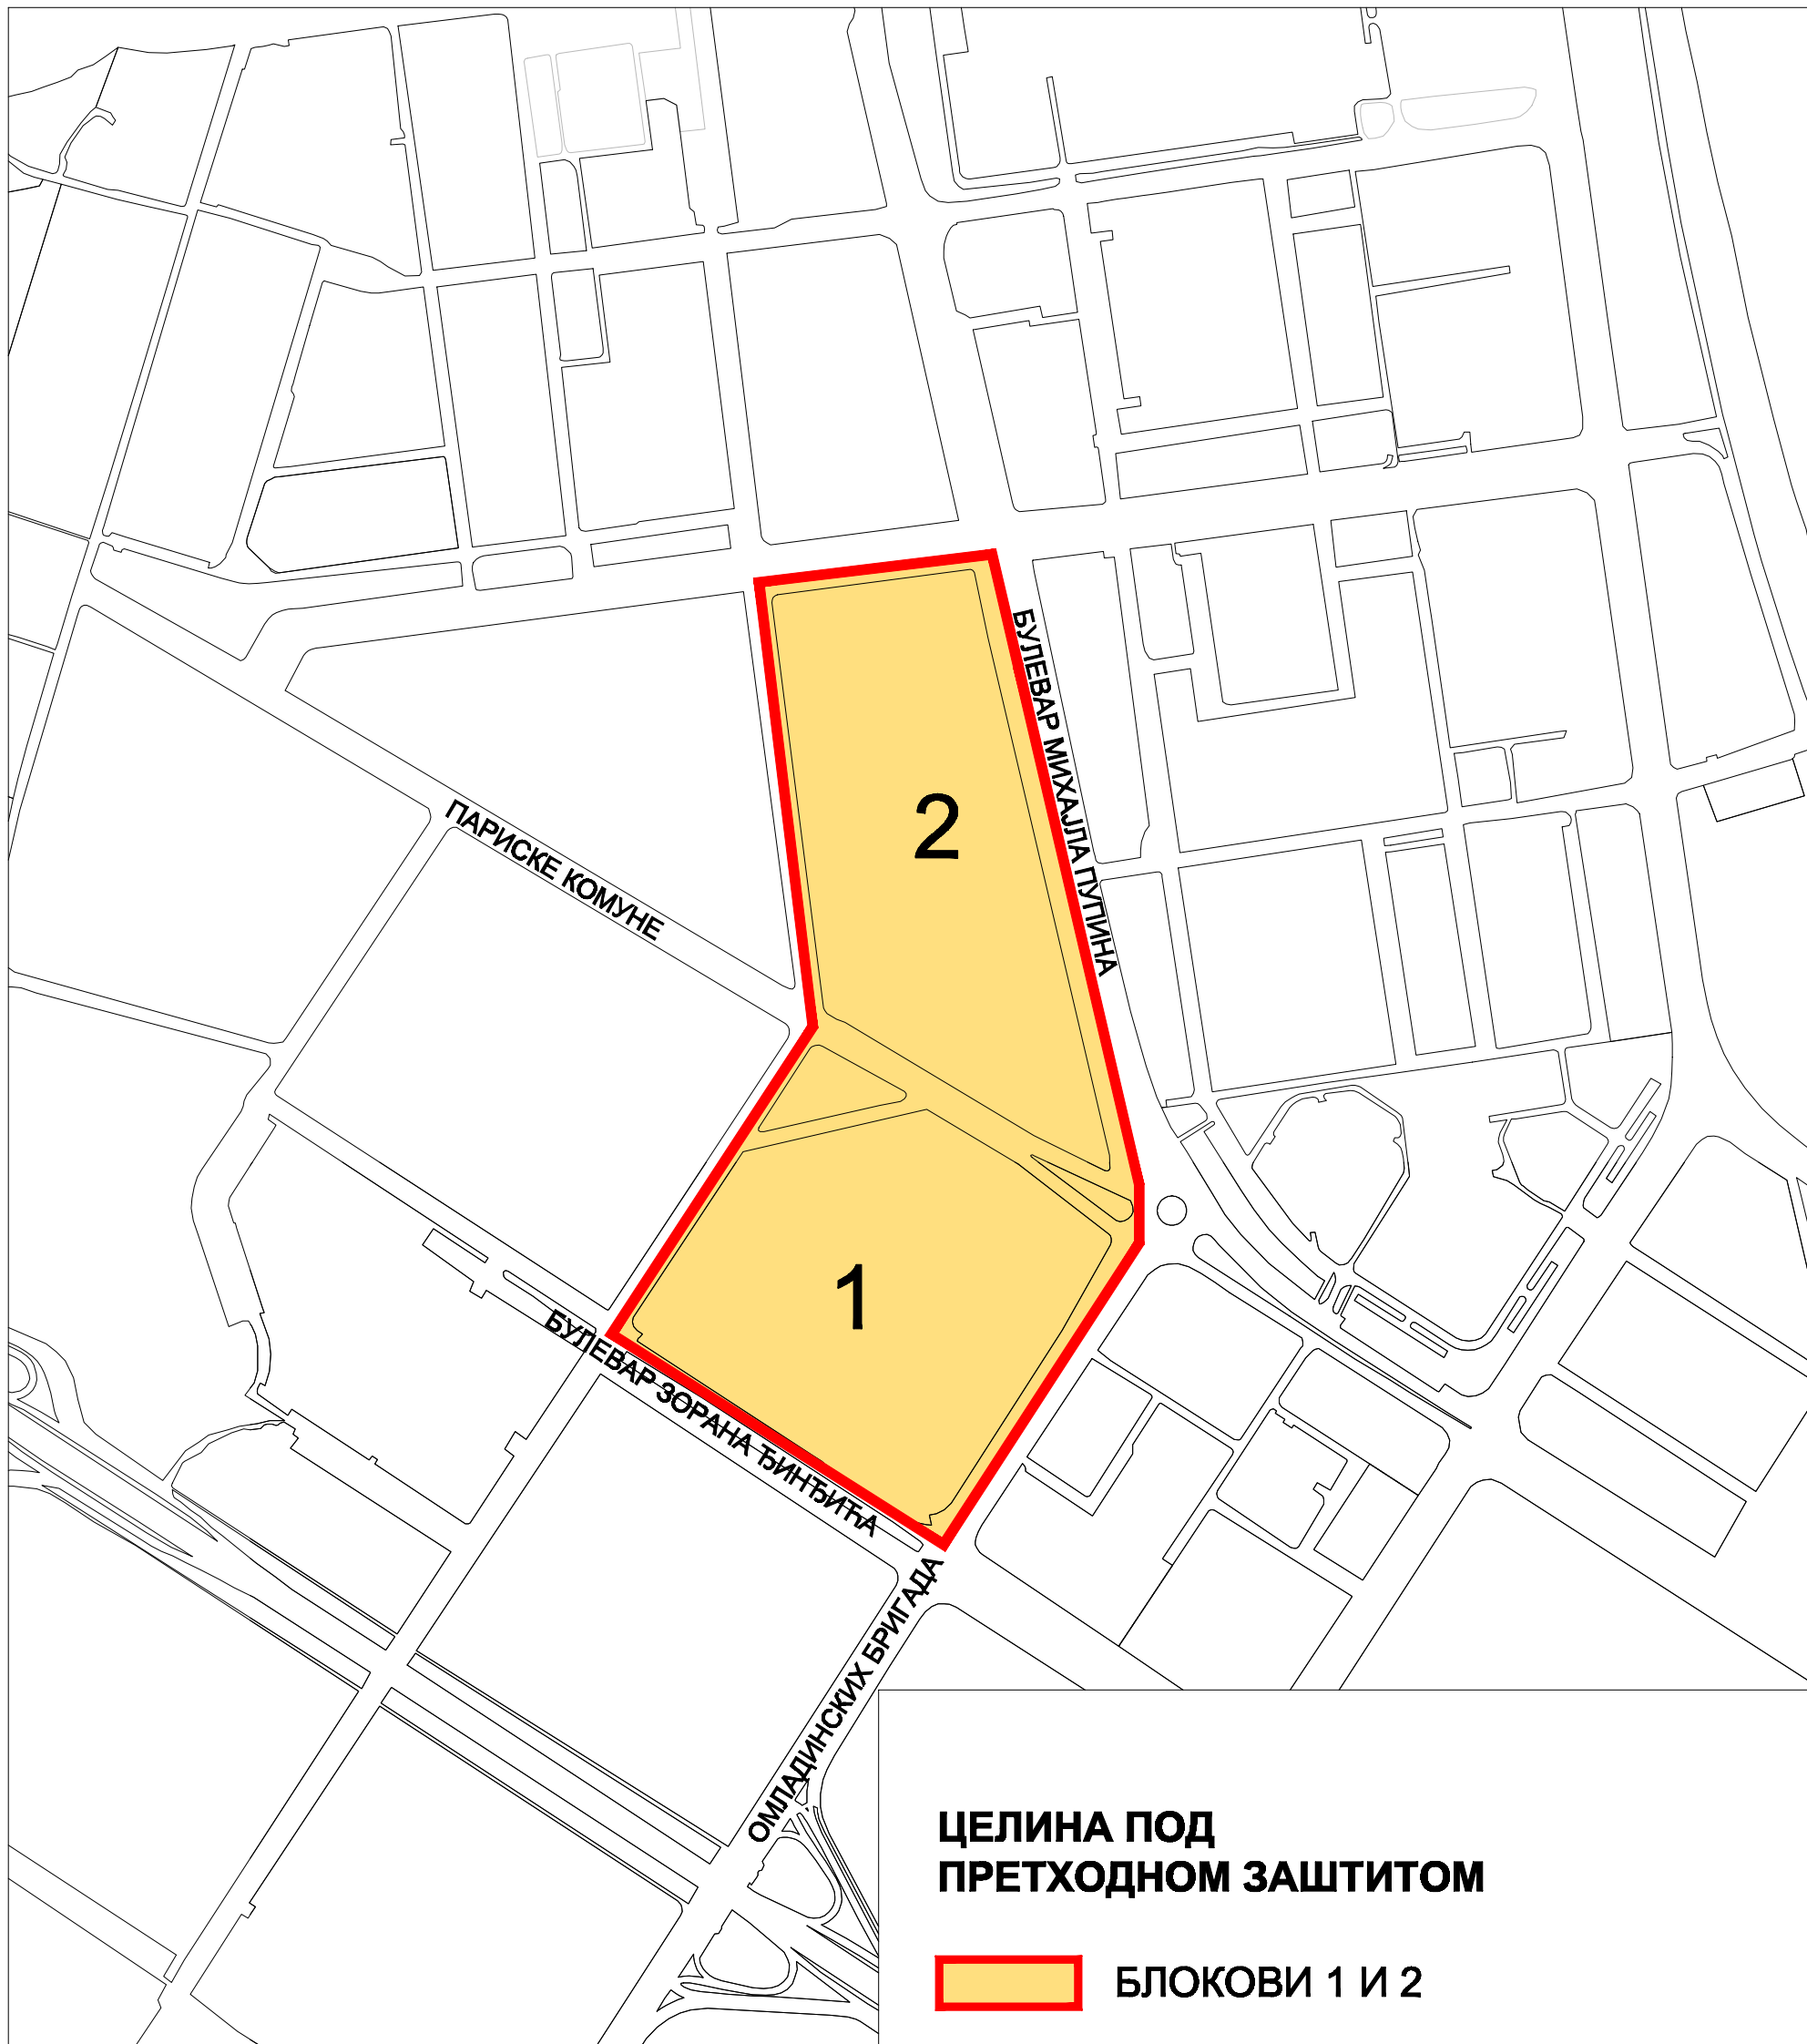 БУЛЕВАР МИХАЈЛА ПУПИНА
2
ПАРИСКЕ КОМУНЕ
1
БУЛЕВАР ЗОРАНА ЂИНЂИЋА
ОМЛАДИНСКИХ БРИГАДА
ЦЕЛИНА ПОД
ПРЕТХОДНОМ ЗАШТИТОМ
БЛОКОВИ 1 И 2